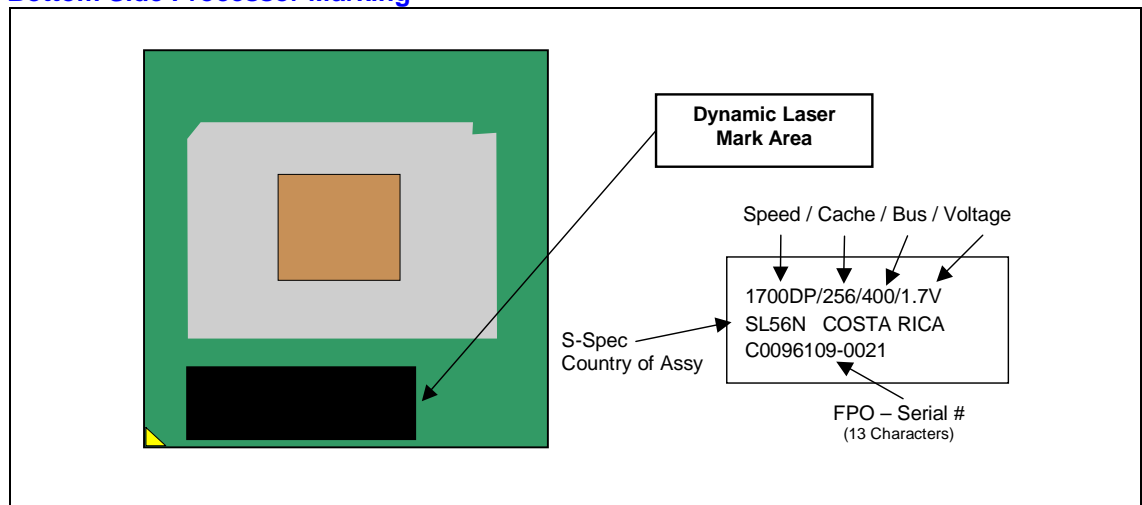 Bottom Side Processor Marking
Dynamic Laser
Mark Area
Speed / Cache / Bus / Voltage
1700DP/256/400/1.7V
SL56N COSTA RICA
C0096109-0021
S-Spec
Country of Assy
FPO – Serial #
(13 Characters)